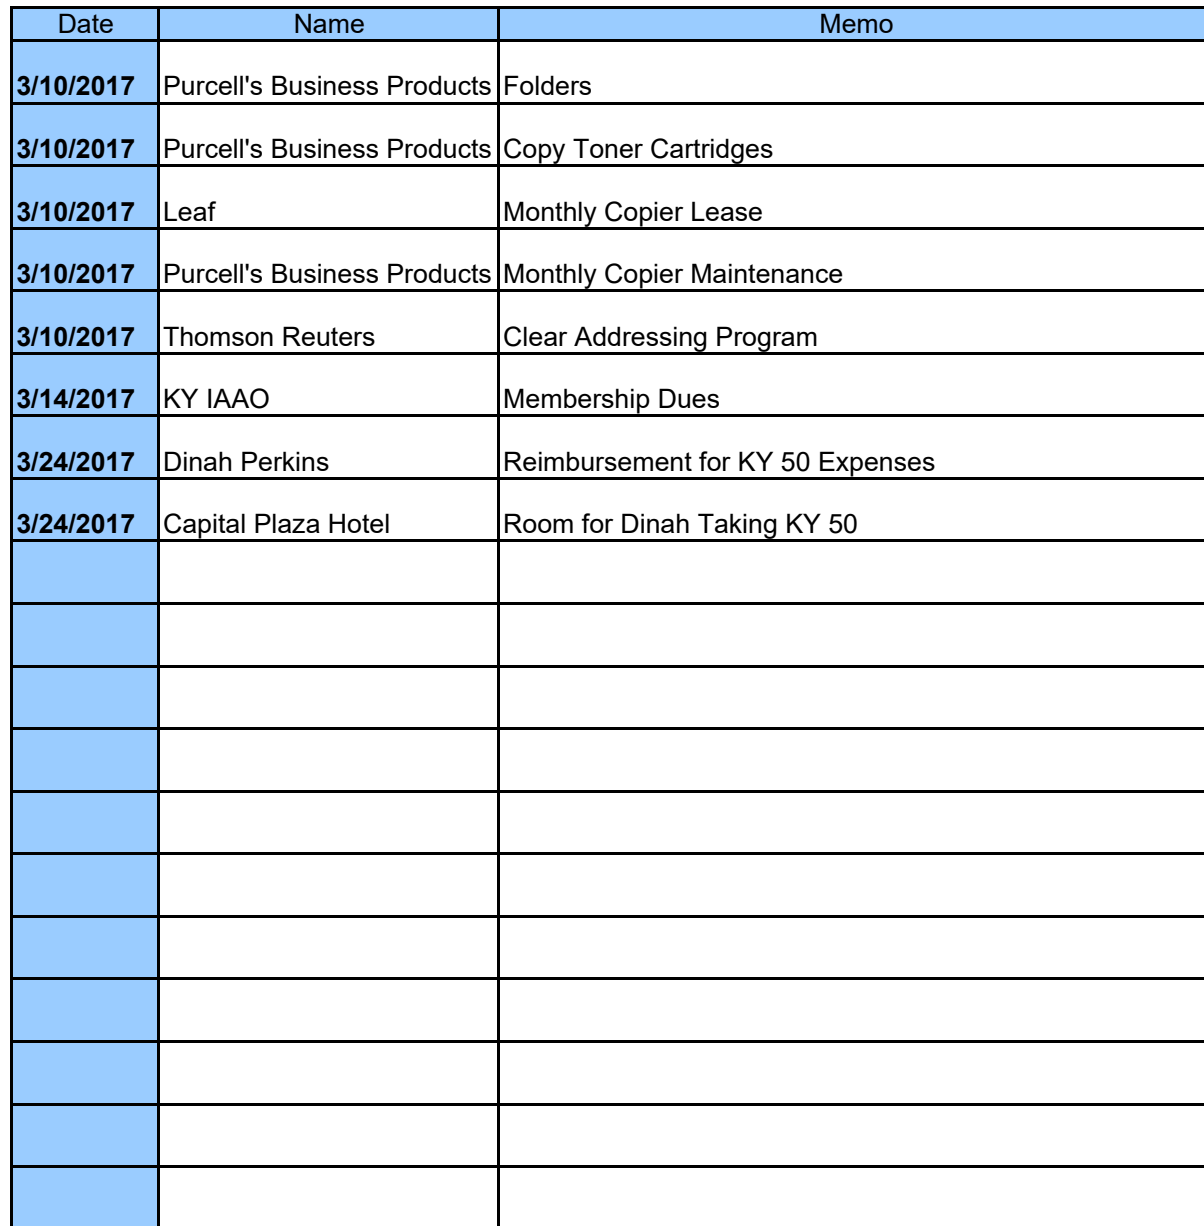 Date Name Memo
3/10/2017 Purcell's Business Products Folders
3/10/2017 Purcell's Business Products Copy Toner Cartridges
3/10/2017 Leaf Monthly Copier Lease
3/10/2017 Purcell's Business Products Monthly Copier Maintenance
3/10/2017 Thomson Reuters Clear Addressing Program
3/14/2017 KY IAAO Membership Dues
3/24/2017 Dinah Perkins Reimbursement for KY 50 Expenses
3/24/2017 Capital Plaza Hotel Room for Dinah Taking KY 50